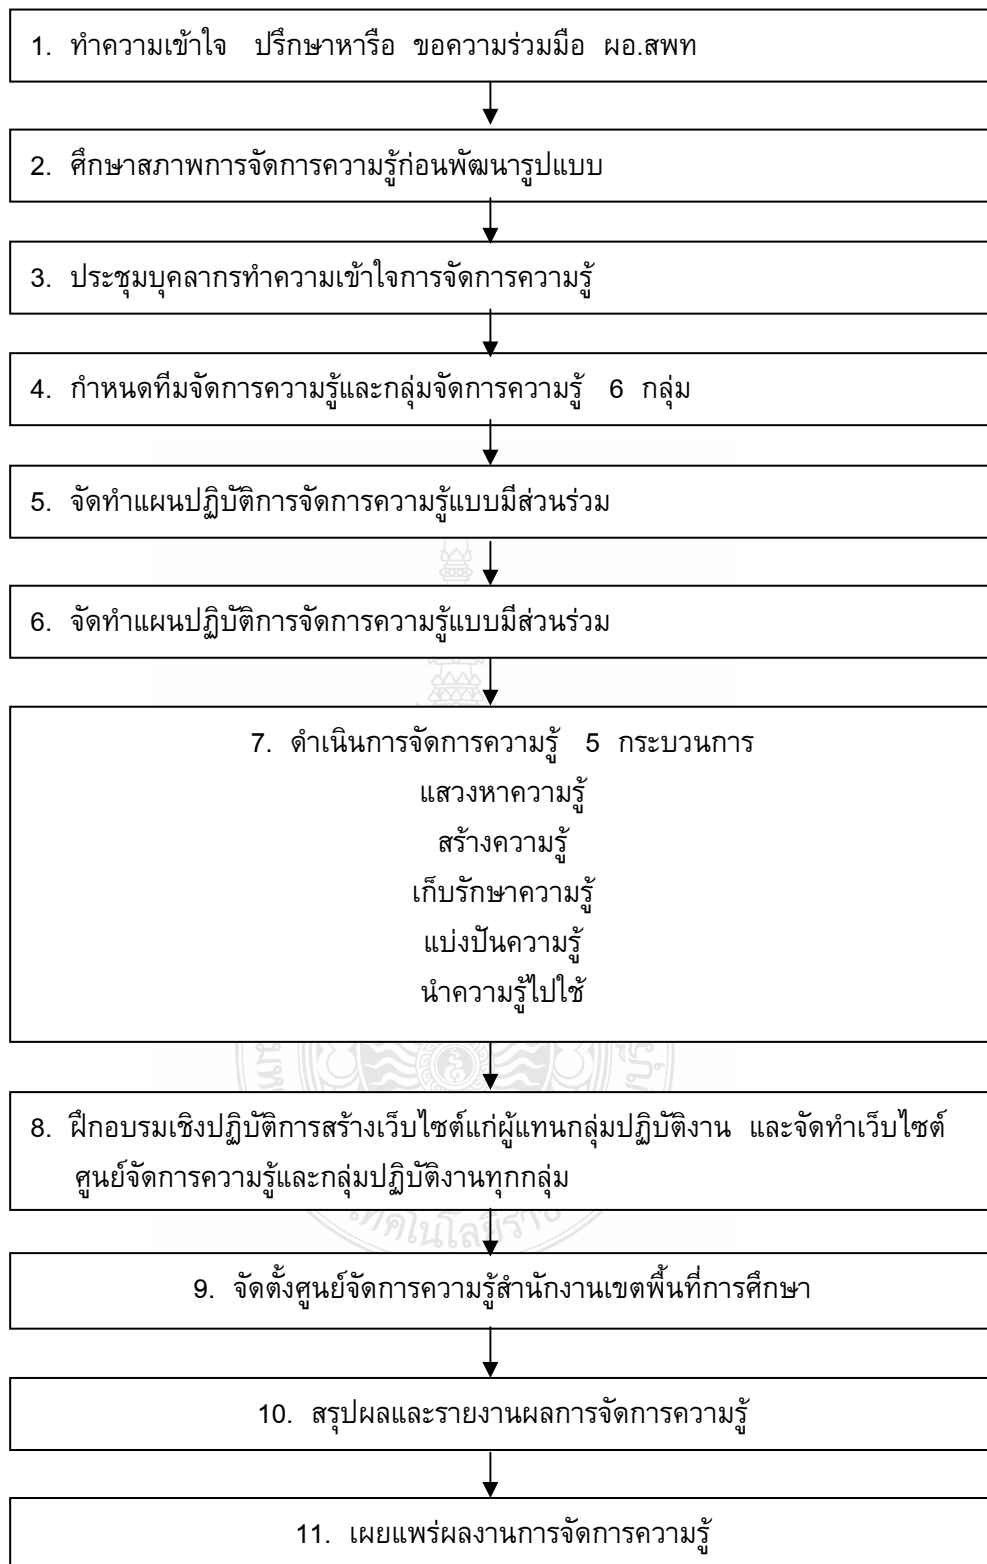 1. ทำความเข้าใจ ปรึกษาหารือ ขอความร่วมมือ ผอ.สพท
2. ศึกษาสภาพการจัดการความรู้ก่อนพัฒนารูปแบบ
3. ประชุมบุคลากรทำความเข้าใจการจัดการความรู้
4. กำหนดทีมจัดการความรู้และกลุ่มจัดการความรู้ 6 กลุ่ม
5. จัดทำแผนปฏิบัติการจัดการความรู้แบบมีส่วนร่วม
6. จัดทำแผนปฏิบัติการจัดการความรู้แบบมีส่วนร่วม
7. ดำเนินการจัดการความรู้ 5 กระบวนการ
แสวงหาความรู้
สร้างความรู้
เก็บรักษาความรู้
แบ่งปันความรู้
นำความรู้ไปใช้
8. ฝึกอบรมเชิงปฏิบัติการสร้างเว็บไซต์แก่ผู้แทนกลุ่มปฏิบัติงาน และจัดทำเว็บไซต์
ศูนย์จัดการความรู้และกลุ่มปฏิบัติงานทุกกลุ่ม
9. จัดตั้งศูนย์จัดการความรู้สำนักงานเขตพื้นที่การศึกษา
10. สรุปผลและรายงานผลการจัดการความรู้
11. เผยแพร่ผลงานการจัดการความรู้